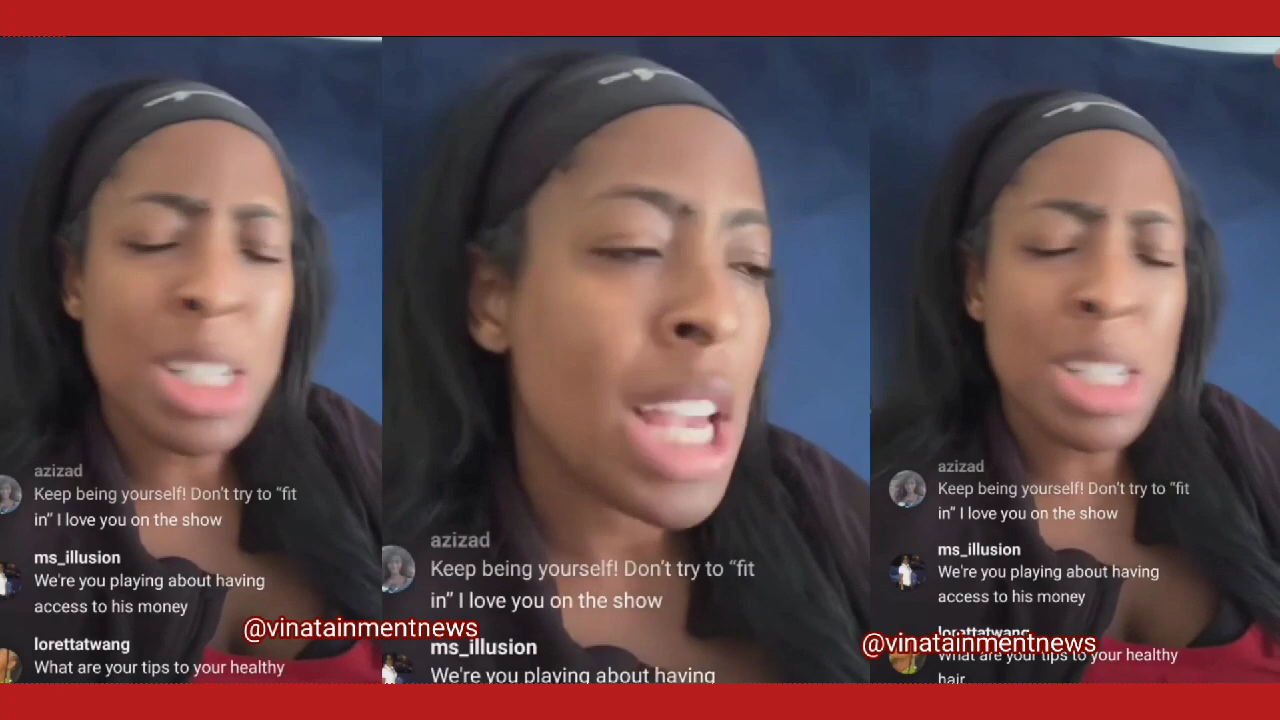 azizad
Keep being yourself! Don't try to “fit
in” I love you on the show
ms_illusion
We're you playing about having
access to his money
lorettatwang
What are your tips to your healthy
@vinatainmentnews
azizad
Keep being yourself! Don't try to “fit
in” I love you on the show
ms_illusion
We're you playing about having
azizad
Keep being yourself! Don't try to “fit
in” I love you on the show
ms_illusion
We're you playing about having
access to his money
lorettatwang
@vinatainmentnews
What are your tips to your healthy
hair